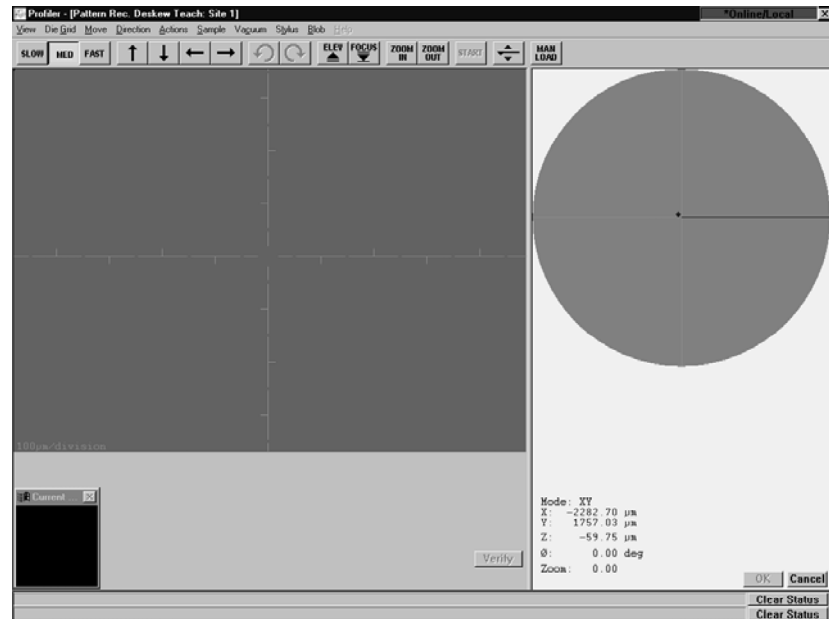 Profiler - [Pattern Rec. Deskew Teach: Site 1]
*Online/Local X
View Die Grid Move Direction Actions Sample Vacuum Stylus Blob Help
SLOW MED FAST ELEV FOCUS ZOOM IN ZOOM OUT START MAN LOAD
100µm/division
Current ...
Verify
Mode: XY
X: -2282.70 µm
Y: 1757.03 µm
Z: -59.75 µm
Ø: 0.00 deg
Zoom: 0.00
OK Cancel
Clear Status
Clear Status